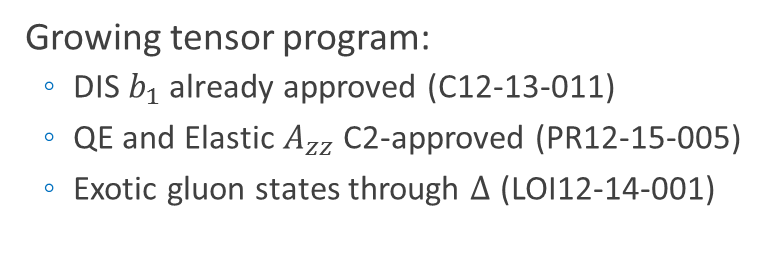 Growing tensor program:
◦ DIS b₁ already approved (C12-13-011)
◦ QE and Elastic A_zz C2-approved (PR12-15-005)
◦ Exotic gluon states through Δ (LOI12-14-001)